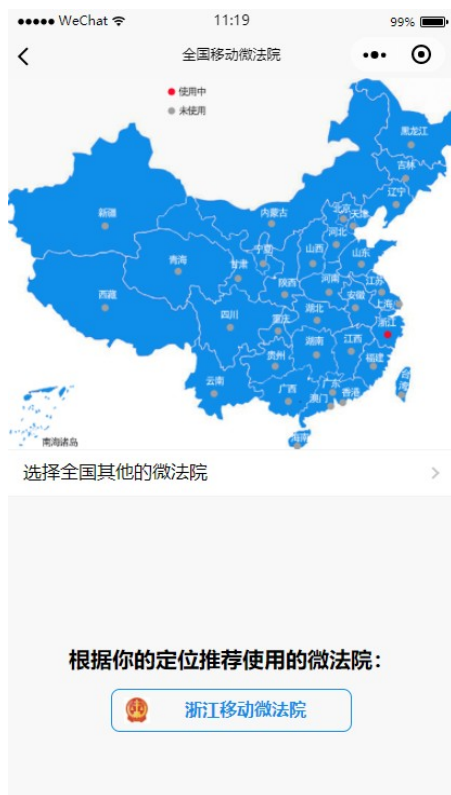 ●●●●● WeChat 11:19 99%
全国移动微法院
使用中
未使用
黑龙江
吉林
辽宁
新疆
内蒙古
北京
天津
河北
宁夏
山西
山东
青海
甘肃
陕西
河南
江苏
西藏
安徽
上海
四川
湖北
重庆
浙江
湖南
江西
贵州
福建
云南
台湾
广西
广东
澳门
香港
海南
南海诸岛
选择全国其他的微法院
根据你的定位推荐使用的微法院：
浙江移动微法院